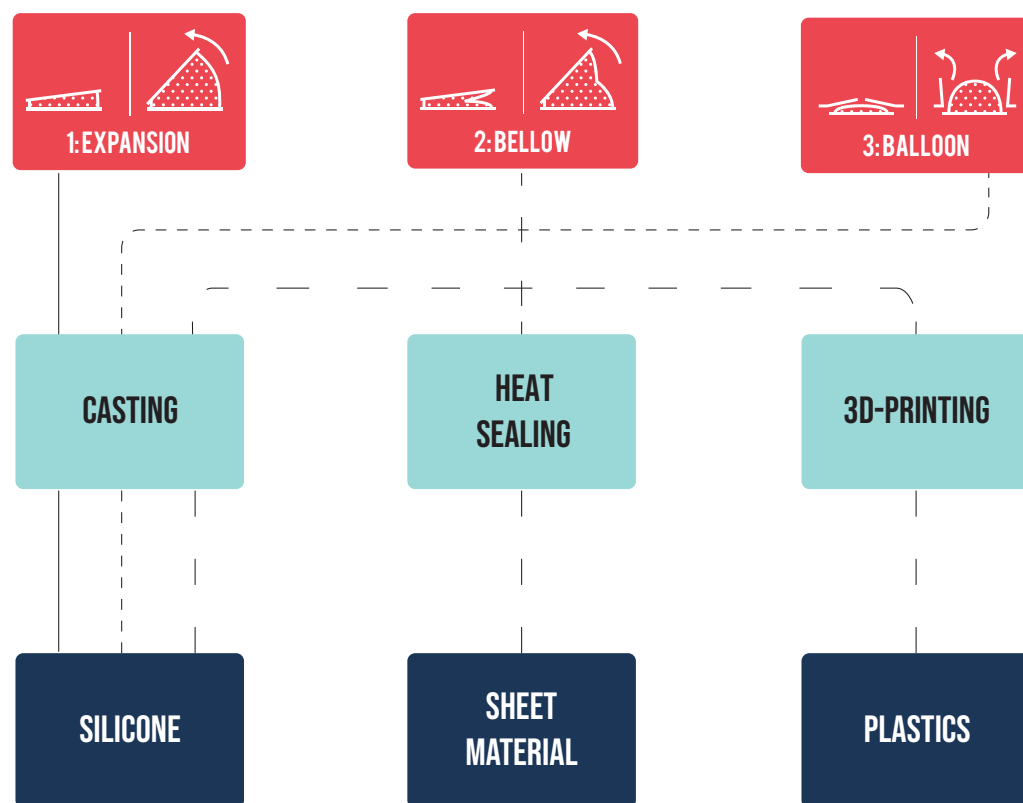 1: EXPANSION
2: BELLOW
3: BALLOON
CASTING
HEAT
SEALING
3D-PRINTING
SILICONE
SHEET
MATERIAL
PLASTICS